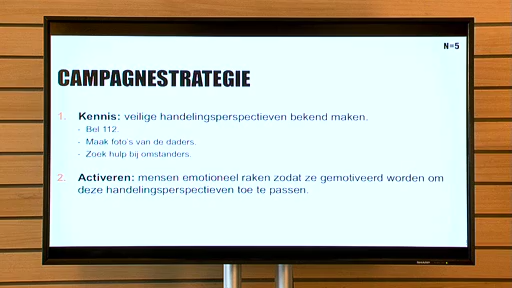 N=5
CAMPAGNESTRATEGIE
1. Kennis: veilige handelingsperspectieven bekend maken.
- Bel 112.
- Maak foto's van de daders.
- Zoek hulp bij omstanders.
2. Activeren: mensen emotioneel raken zodat ze gemotiveerd worden om
deze handelingsperspectieven toe te passen.